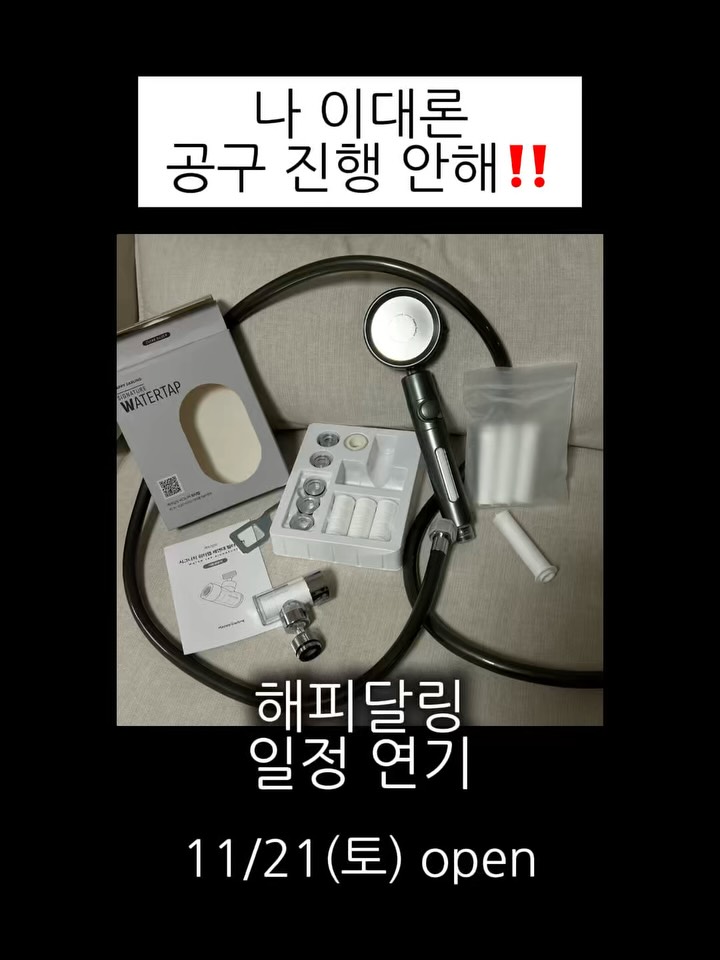 나 이대론
공구 진행 안해‼️
SIGNATURE
WATERTAP
해피달링
일정 연기
11/21(토) open